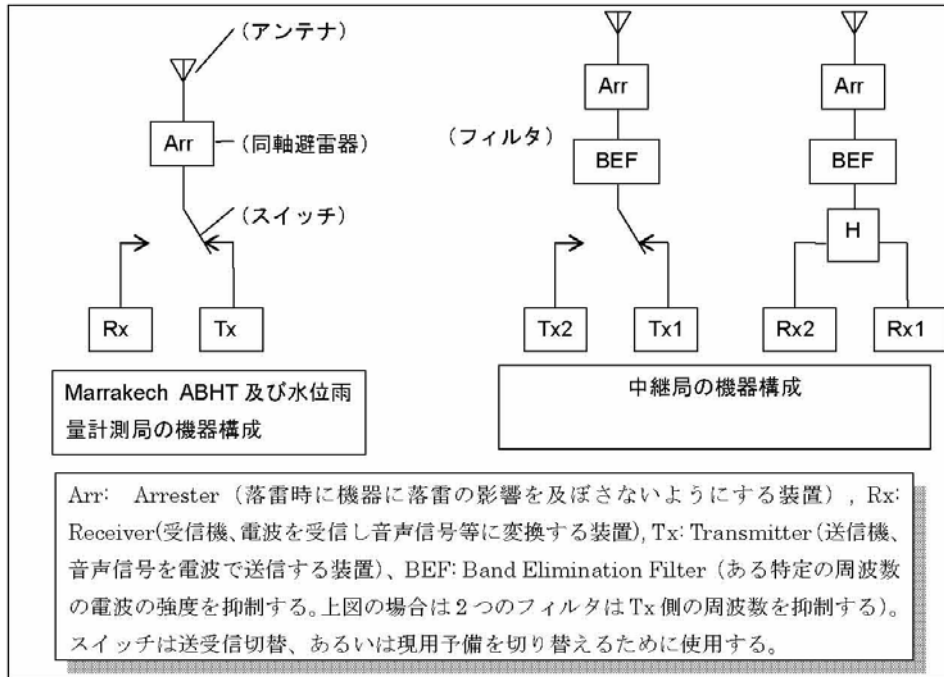 (アンテナ)
Arr
(同軸避雷器)
(スイッチ)
Rx
Tx
Marrakech ABHT 及び水位雨
量計測局の機器構成
Arr
Arr
(フィルタ)
BEF
BEF
H
Tx2
Tx1
Rx2
Rx1
中継局の機器構成
Arr: Arrester（落雷時に機器に落雷の影響を及ぼさないようにする装置）, Rx:
Receiver(受信機、電波を受信し音声信号等に変換する装置), Tx: Transmitter（送信機、
音声信号を電波で送信する装置）、BEF: Band Elimination Filter（ある特定の周波数
の電波の強度を抑制する。上図の場合は２つのフィルタは Tx 側の周波数を抑制する）。
スイッチは送受信切替、あるいは現用予備を切り替えるために使用する。